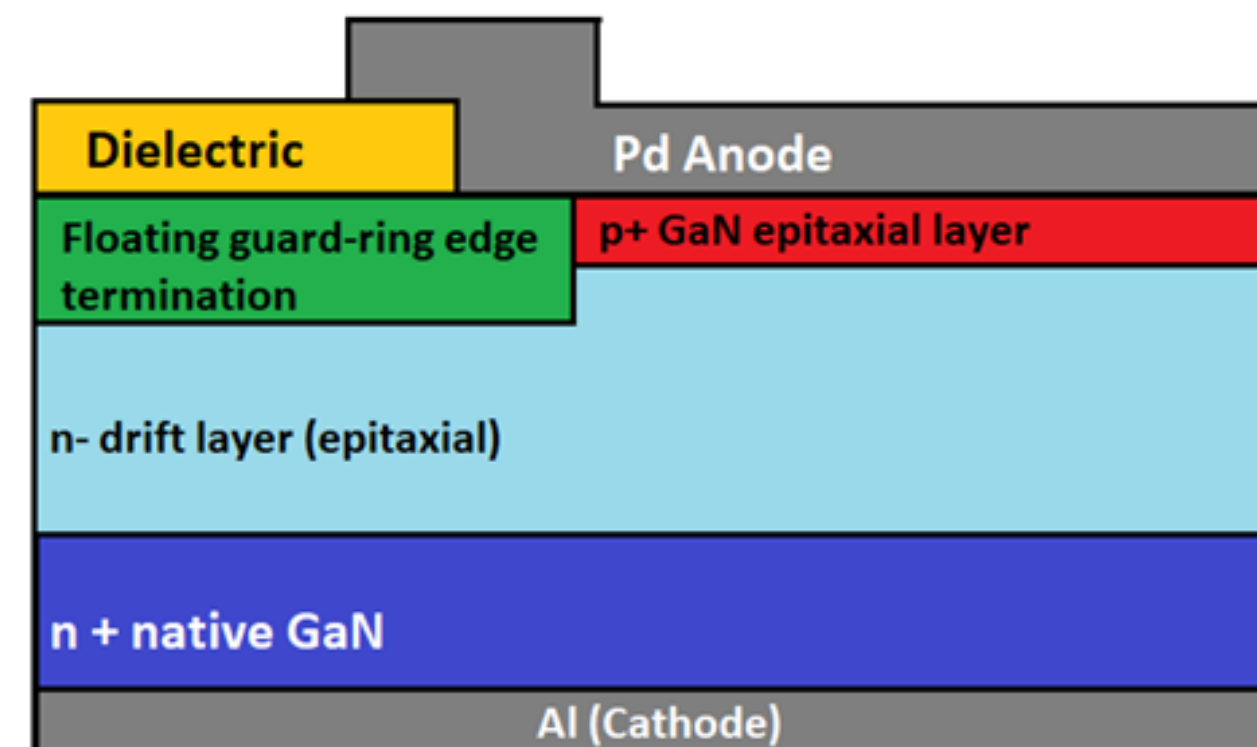 Dielectric
Pd Anode
Floating guard-ring edge
termination
p+ GaN epitaxial layer
n- drift layer (epitaxial)
n + native GaN
Al (Cathode)